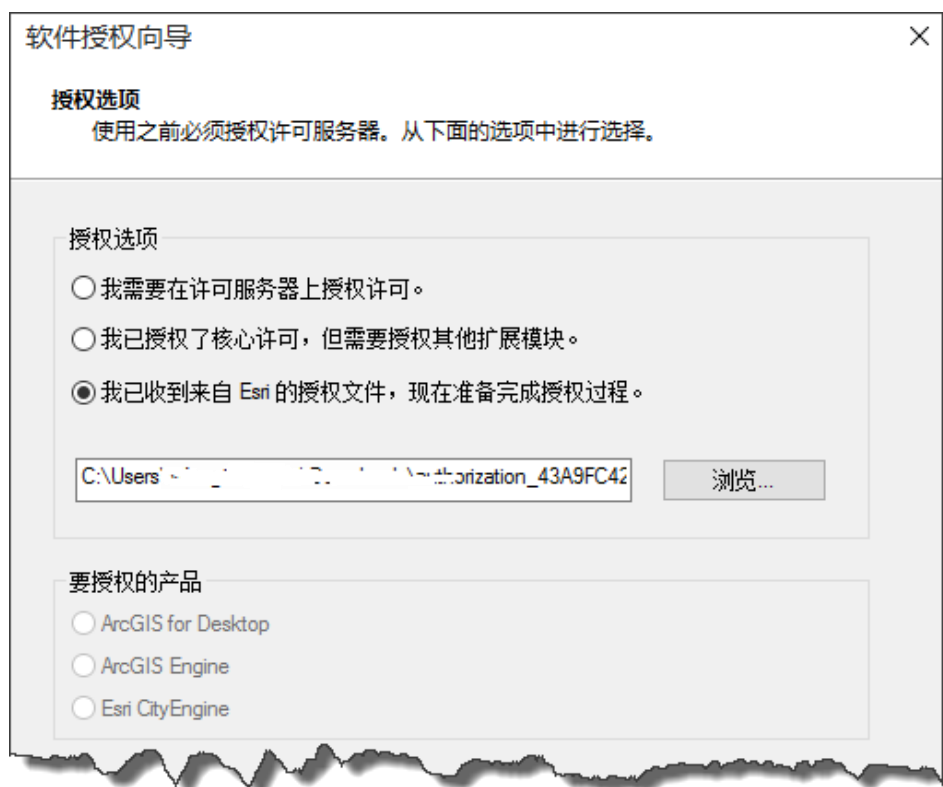 软件授权向导
授权选项
使用之前必须授权许可服务器。从下面的选项中进行选择。
授权选项
我需要在许可服务器上授权许可。
我已授权了核心许可，但需要授权其他扩展模块。
我已收到来自 Esri 的授权文件，现在准备完成授权过程。
C:\Users\ orization_43A9FC42
浏览...
要授权的产品
ArcGIS for Desktop
ArcGIS Engine
Esri CityEngine